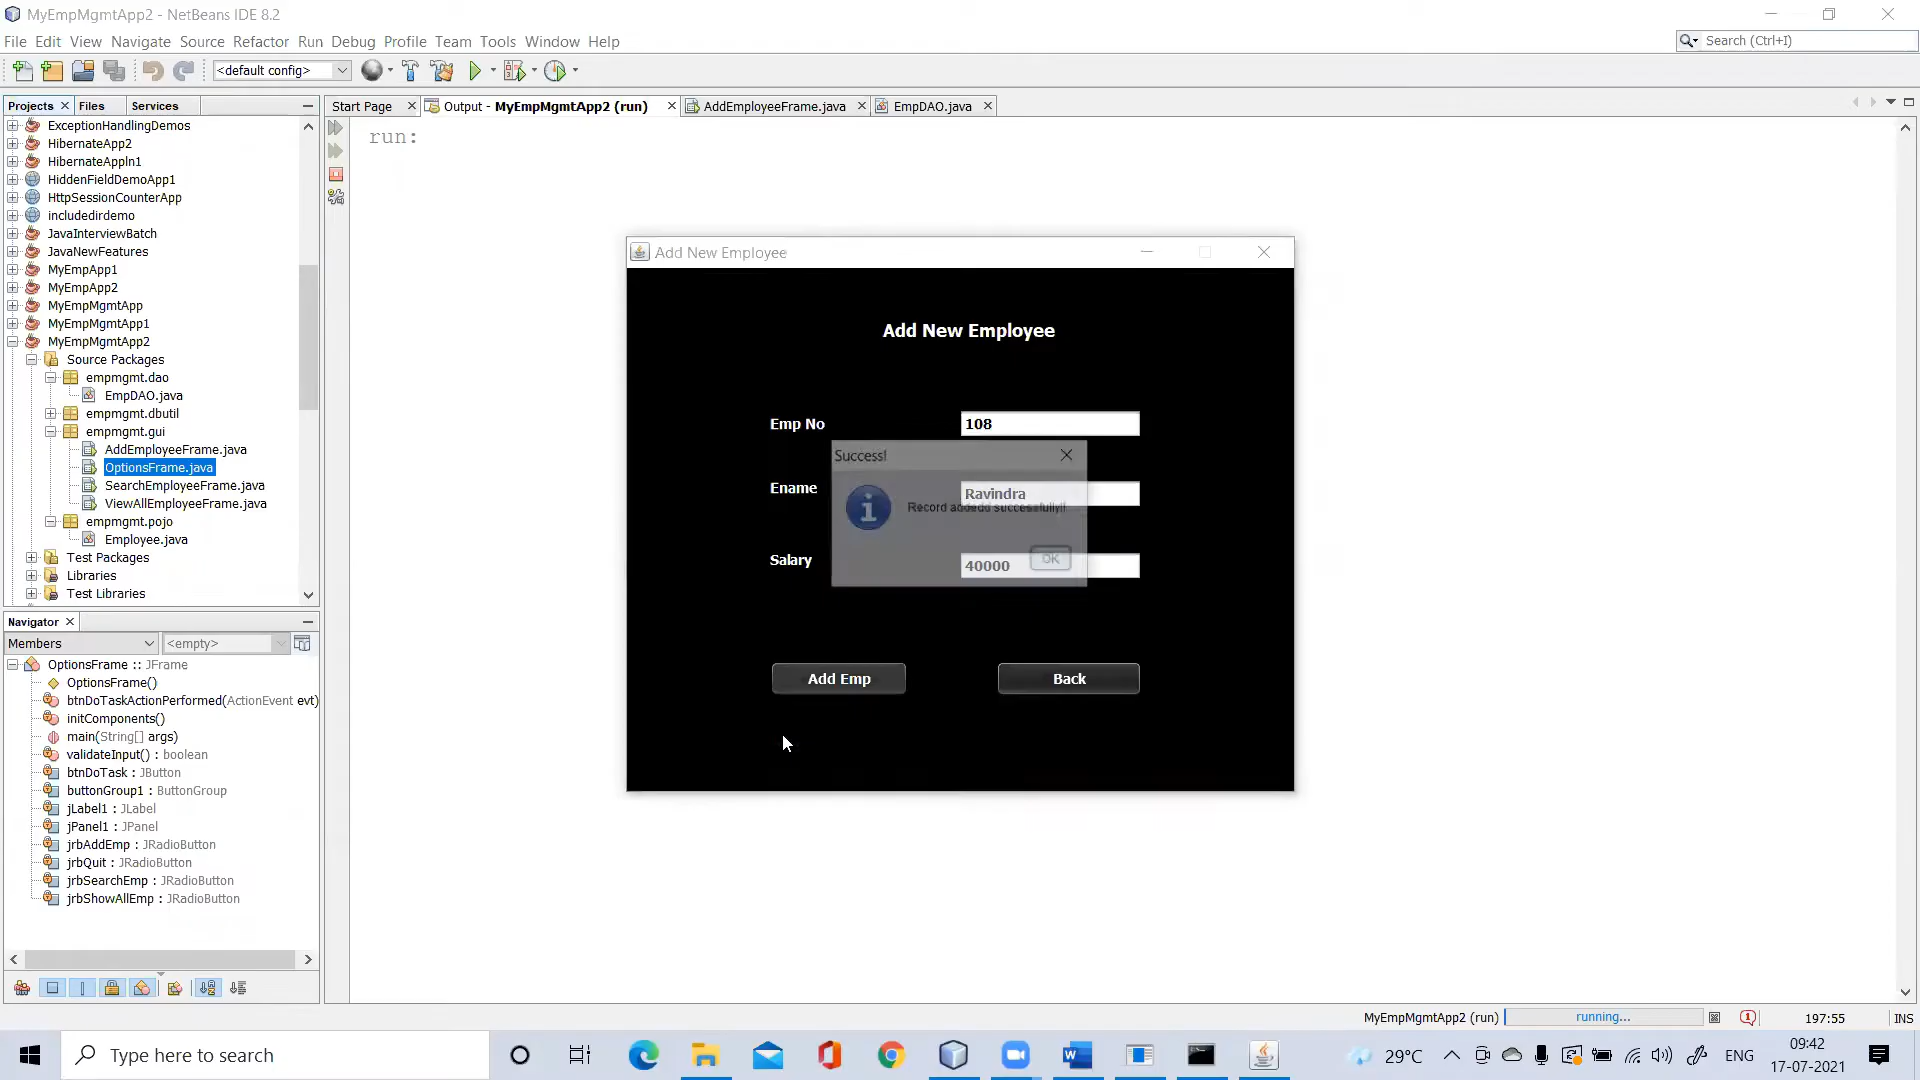 MyEmpMgmtApp2 - NetBeans IDE 8.2
File Edit View Navigate Source Refactor Run Debug Profile Team Tools Window Help
Search (Ctrl+I)
<default config>
Projects Files Services
Start Page Output - MyEmpMgmtApp2 (run) AddEmployeeFrame.java EmpDAO.java
ExceptionHandlingDemos
HibernateApp2
HibernateAppln1
HiddenFieldDemoApp1
HttpSessionCounterApp
includedirdemo
JavaInterviewBatch
JavaNewFeatures
MyEmpApp1
MyEmpApp2
MyEmpMgmtApp
MyEmpMgmtApp1
MyEmpMgmtApp2
Source Packages
empmgmt.dao
EmpDAO.java
empmgmt.dbutil
empmgmt.gui
AddEmployeeFrame.java
OptionsFrame.java
SearchEmployeeFrame.java
ViewAllEmployeeFrame.java
empmgmt.pojo
Employee.java
Test Packages
Libraries
Test Libraries
run:
Add New Employee
Add New Employee
Emp No 108
Success!
Ename Ravindra
Record addedd successfullyy!!
OK
Salary 40000
Add Emp Back
Navigator
Members <empty>
OptionsFrame :: JFrame
OptionsFrame()
btnDoTaskActionPerformed(ActionEvent evt)
initComponents()
main(String[] args)
validateInput() : boolean
btnDoTask : JButton
buttonGroup1 : ButtonGroup
jLabel1 : JLabel
jPanel1 : JPanel
jrbAddEmp : JRadioButton
jrbQuit : JRadioButton
jrbSearchEmp : JRadioButton
jrbShowAllEmp : JRadioButton
MyEmpMgmtApp2 (run) running... 197:55 INS
Type here to search
29°C ENG 09:42
17-07-2021